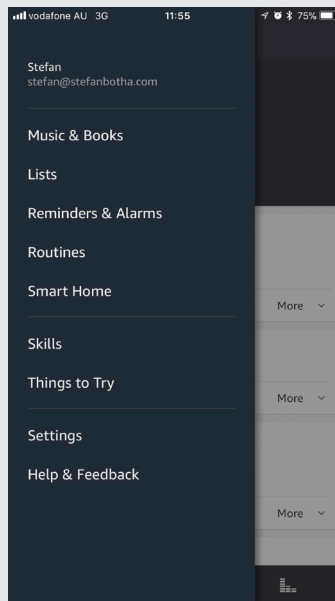 vodafone AU 3G 11:55 75%
Stefan
stefan@stefanbotha.com
Music & Books
Lists
Reminders & Alarms
Routines
Smart Home
More
Skills
Things to Try
More
Settings
Help & Feedback
More